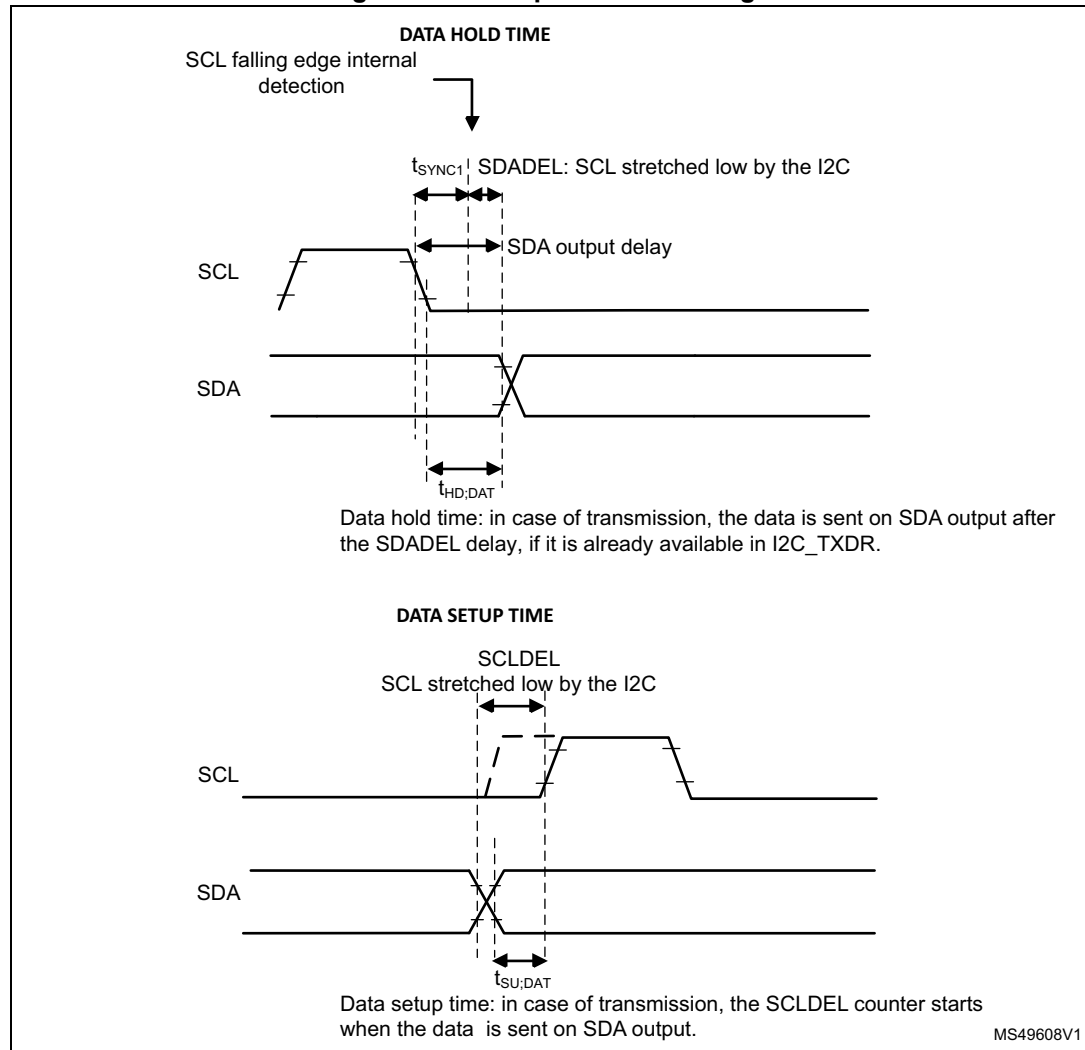 DATA HOLD TIME
SCL falling edge internal
detection
tSYNC1
SDADEL: SCL stretched low by the I2C
SDA output delay
SCL
SDA
tHD;DAT
Data hold time: in case of transmission, the data is sent on SDA output after
the SDADEL delay, if it is already available in I2C_TXDR.
DATA SETUP TIME
SCLDEL
SCL stretched low by the I2C
SCL
SDA
tSU;DAT
Data setup time: in case of transmission, the SCLDEL counter starts
when the data is sent on SDA output.
MS49608V1